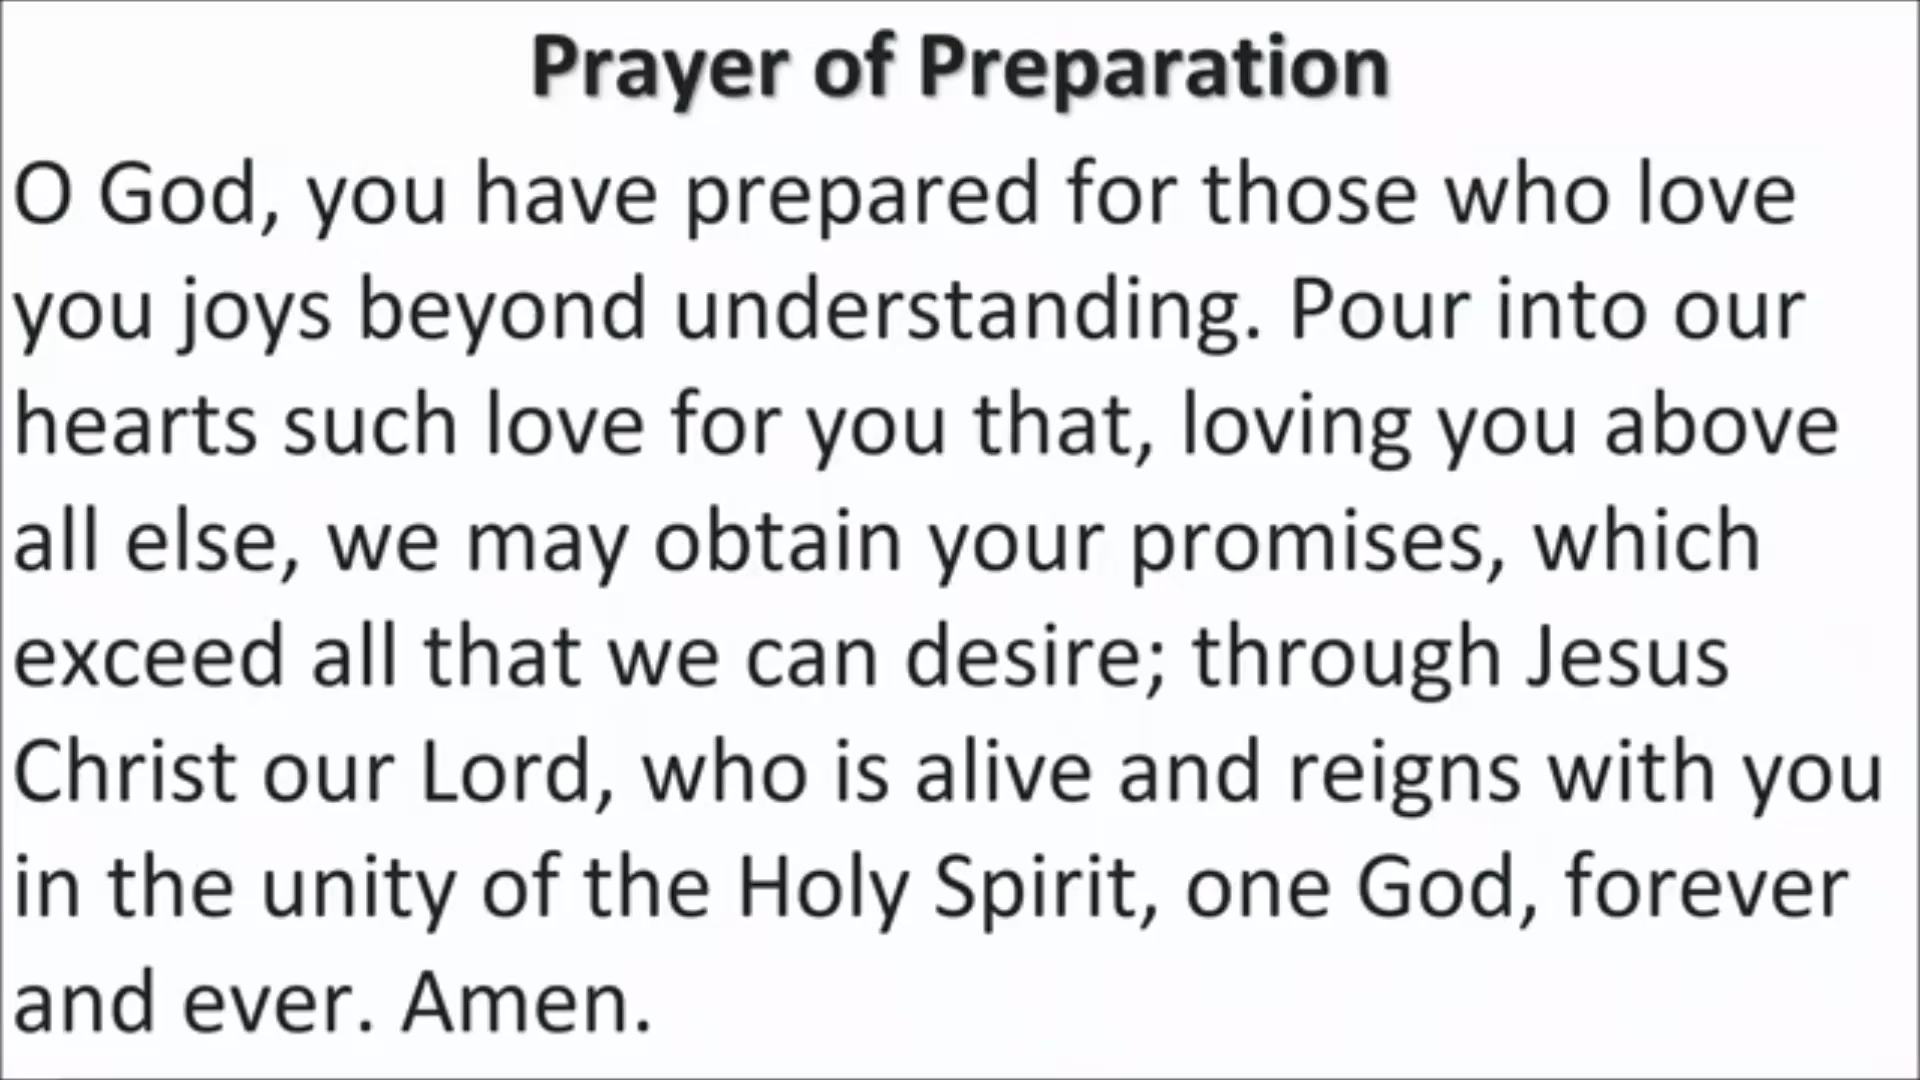 Prayer of Preparation
O God, you have prepared for those who love
you joys beyond understanding. Pour into our
hearts such love for you that, loving you above
all else, we may obtain your promises, which
exceed all that we can desire; through Jesus
Christ our Lord, who is alive and reigns with you
in the unity of the Holy Spirit, one God, forever
and ever. Amen.